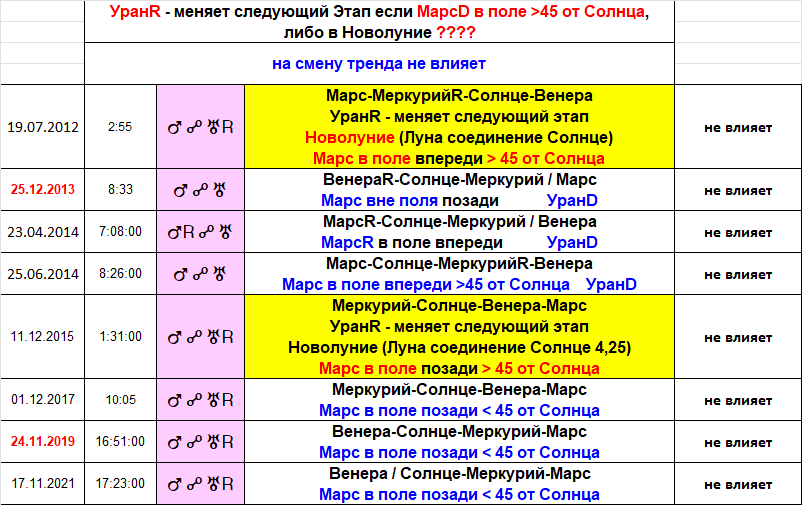 УранR - меняет следующий Этап если МарсD в поле >45 от Солнца,
либо в Новолуние ????
на смену тренда не влияет
19.07.2012 2:55 ♂ ☍ ♅R Марс-МеркурийR-Солнце-Венера не влияет
УранR - меняет следующий этап
Новолуние (Луна соединение Солнце)
Марс в поле впереди > 45 от Солнца
25.12.2013 8:33 ♂ ☍ ♅ ВенераR-Солнце-Меркурий / Марс не влияет
Марс вне поля позади УранD
23.04.2014 7:08:00 ♂R ☍ ♅ МарсR-Солнце-Меркурий / Венера не влияет
МарсR в поле впереди УранD
25.06.2014 8:26:00 ♂ ☍ ♅ Марс-Солнце-МеркурийR-Венера не влияет
Марс в поле впереди >45 от Солнца УранD
11.12.2015 1:31:00 ♂ ☍ ♅R Меркурий-Солнце-Венера-Марс не влияет
УранR - меняет следующий этап
Новолуние (Луна соединение Солнце 4,25)
Марс в поле позади > 45 от Солнца
01.12.2017 10:05 ♂ ☍ ♅R Меркурий-Солнце-Венера-Марс не влияет
Марс в поле позади < 45 от Солнца
24.11.2019 16:51:00 ♂ ☍ ♅R Венера-Солнце-Меркурий-Марс не влияет
Марс в поле позади < 45 от Солнца
17.11.2021 17:23:00 ♂ ☍ ♅R Венера / Солнце-Меркурий-Марс не влияет
Марс в поле позади < 45 от Солнца